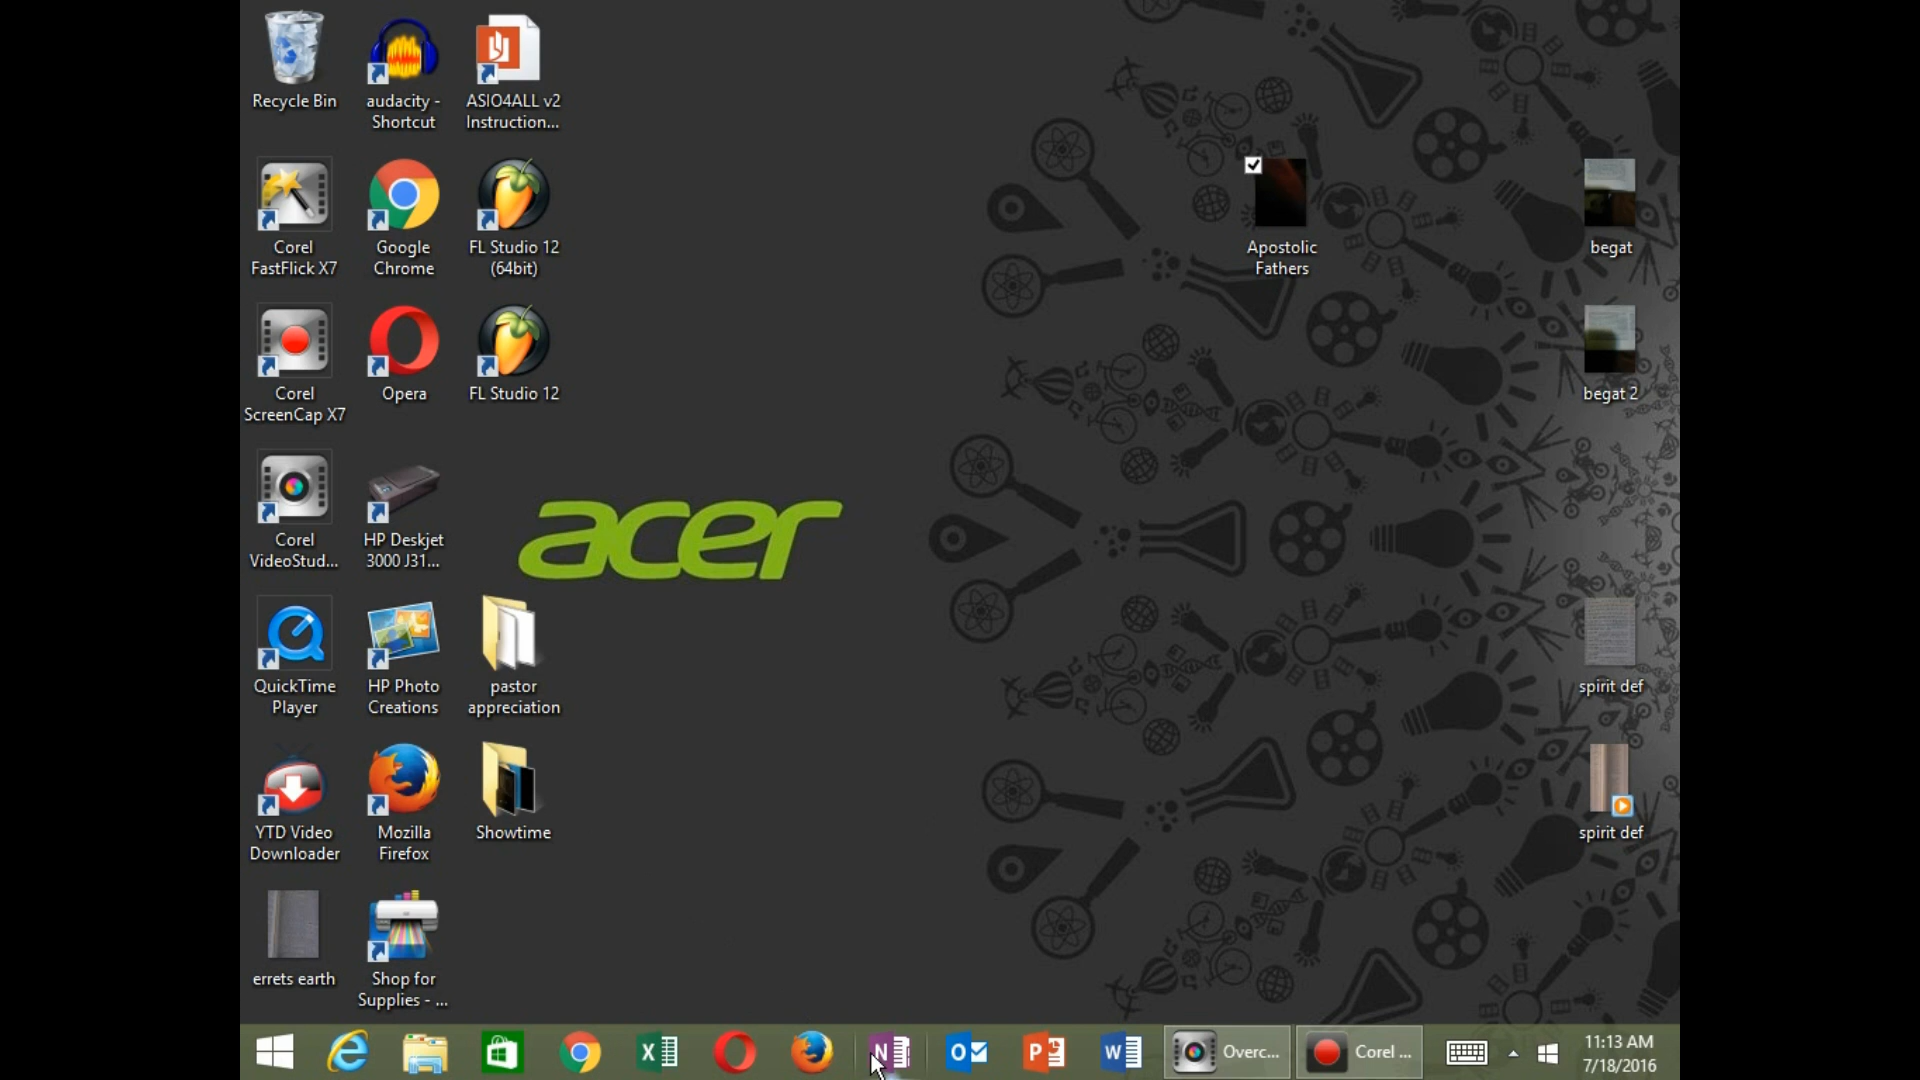 Recycle Bin
audacity -
Shortcut
ASIO4ALL v2
Instruction...
Corel
FastFlick X7
Google
Chrome
FL Studio 12
(64bit)
Apostolic
Fathers
begat
Corel
ScreenCap X7
Opera
FL Studio 12
begat 2
Corel
VideoStud...
HP Deskjet
3000 J31...
acer
QuickTime
Player
HP Photo
Creations
pastor
appreciation
spirit def
YTD Video
Downloader
Mozilla
Firefox
Showtime
spirit def
errets earth
Shop for
Supplies - ...
Overc...
Corel ...
11:13 AM
7/18/2016